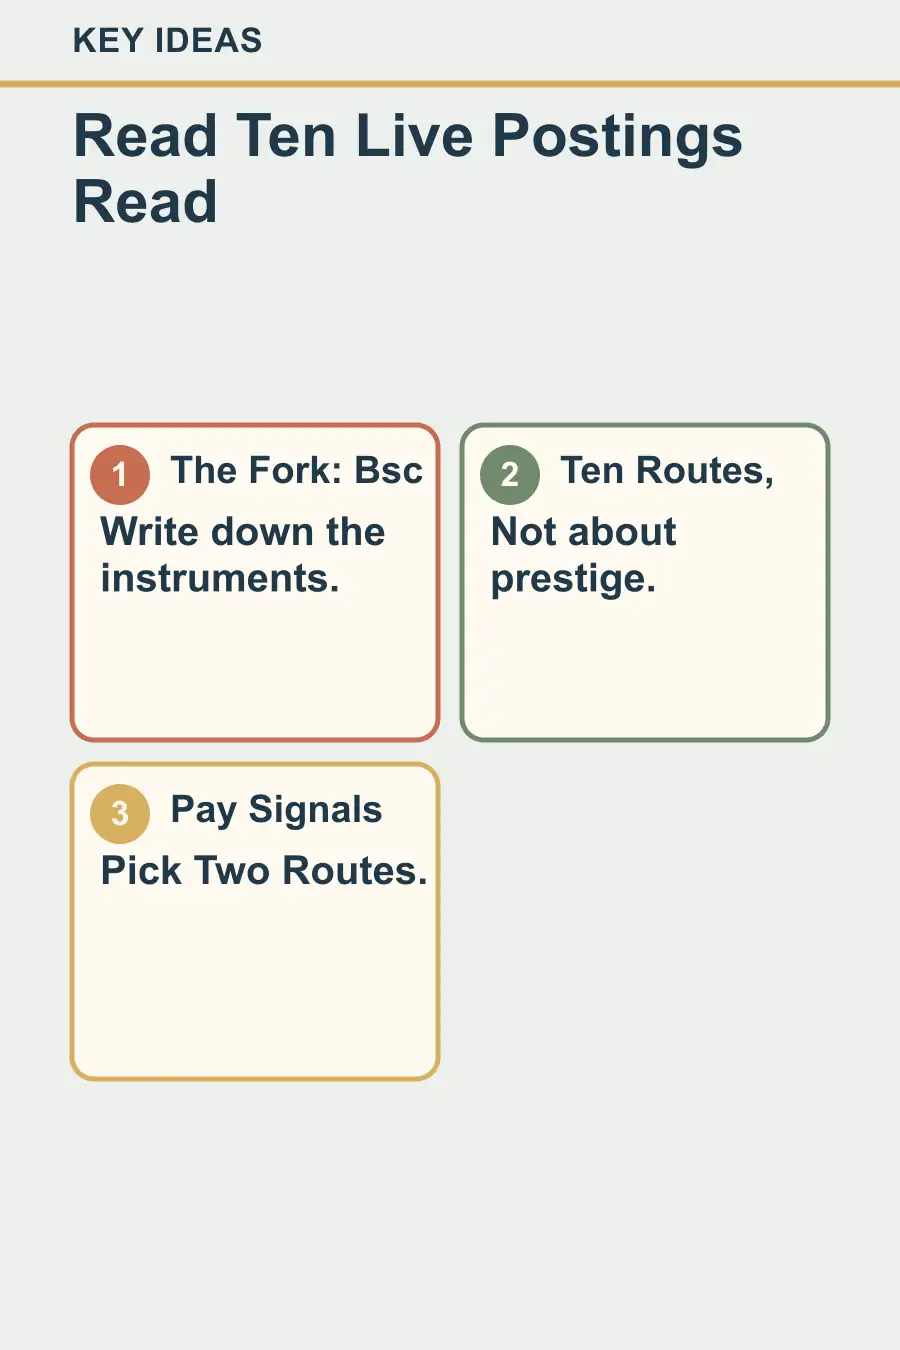 KEY IDEAS
Read Ten Live Postings
Read
1 The Fork: Bsc
Write down the
instruments.
2 Ten Routes,
Not about
prestige.
3 Pay Signals
Pick Two Routes.